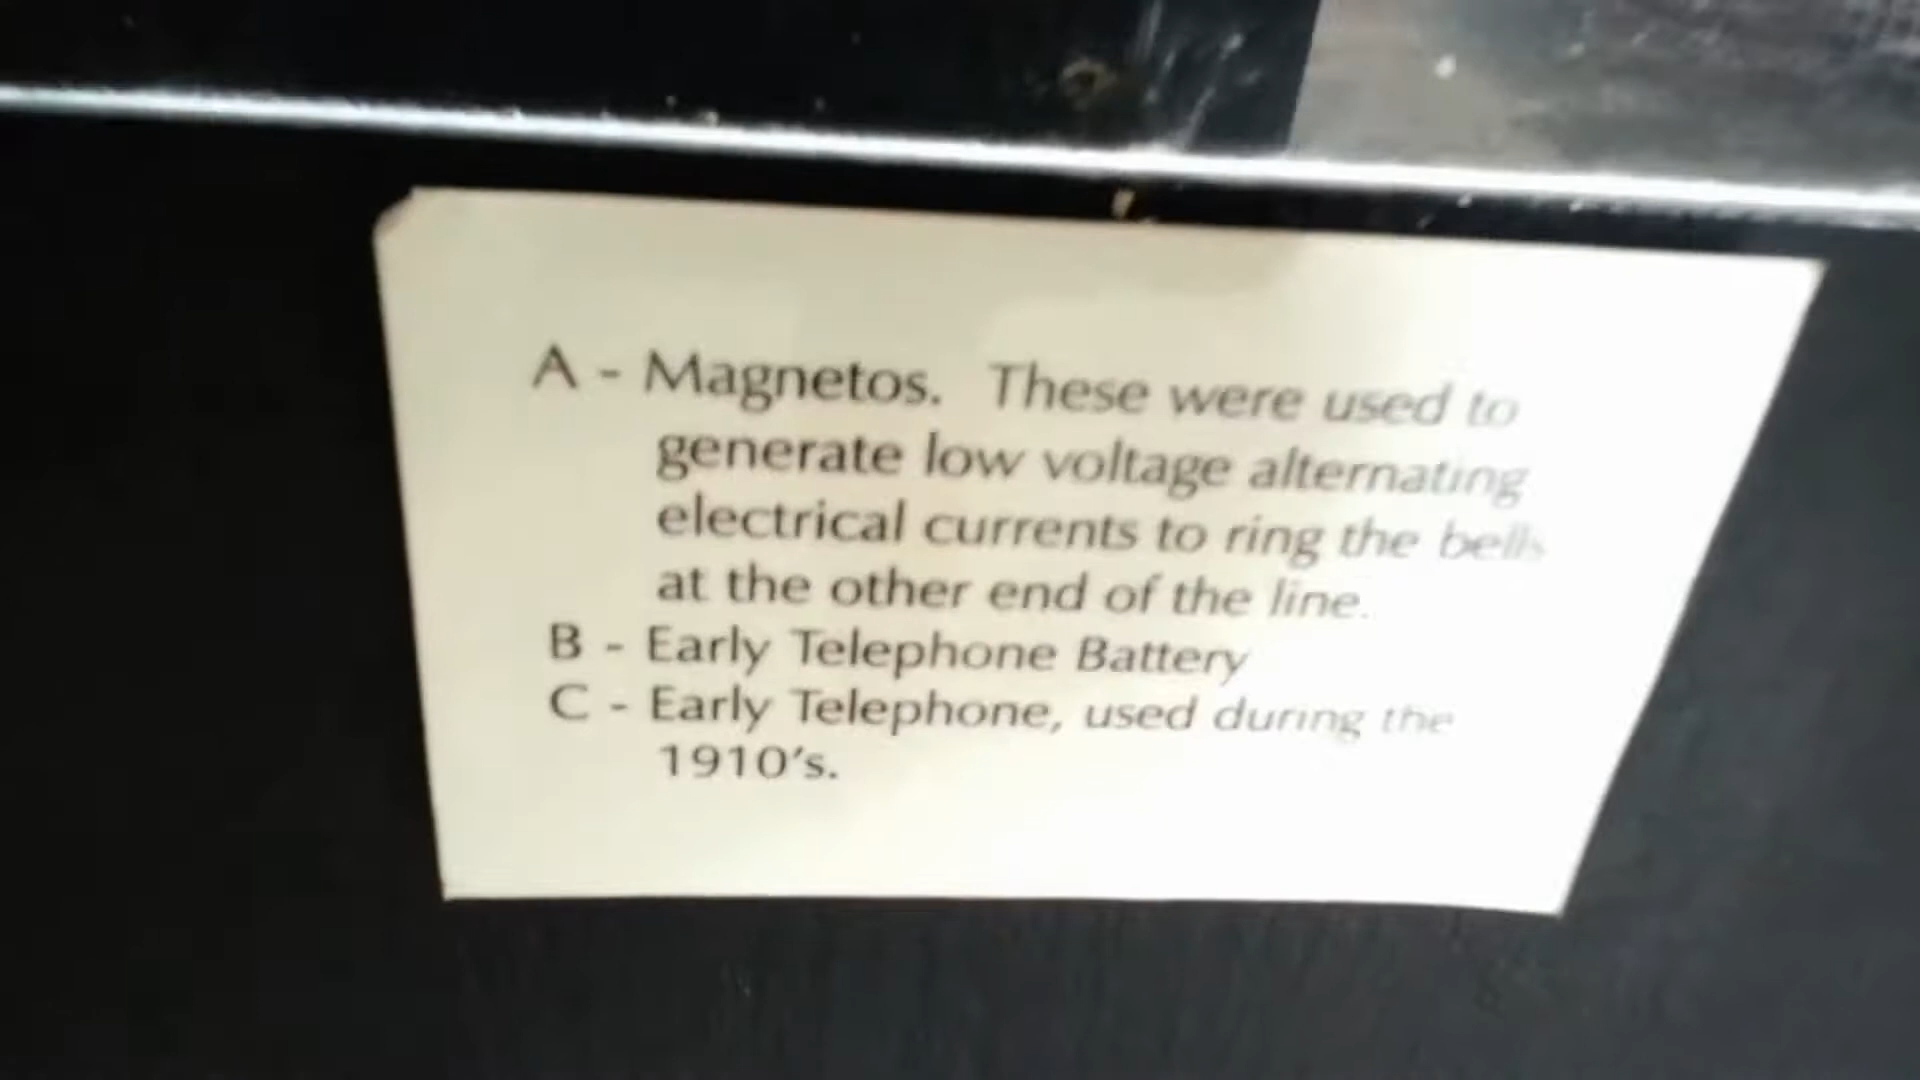 A - Magnetos. These were used to
generate low voltage alternating
electrical currents to ring the bells
at the other end of the line.
B - Early Telephone Battery
C - Early Telephone, used during the
1910's.